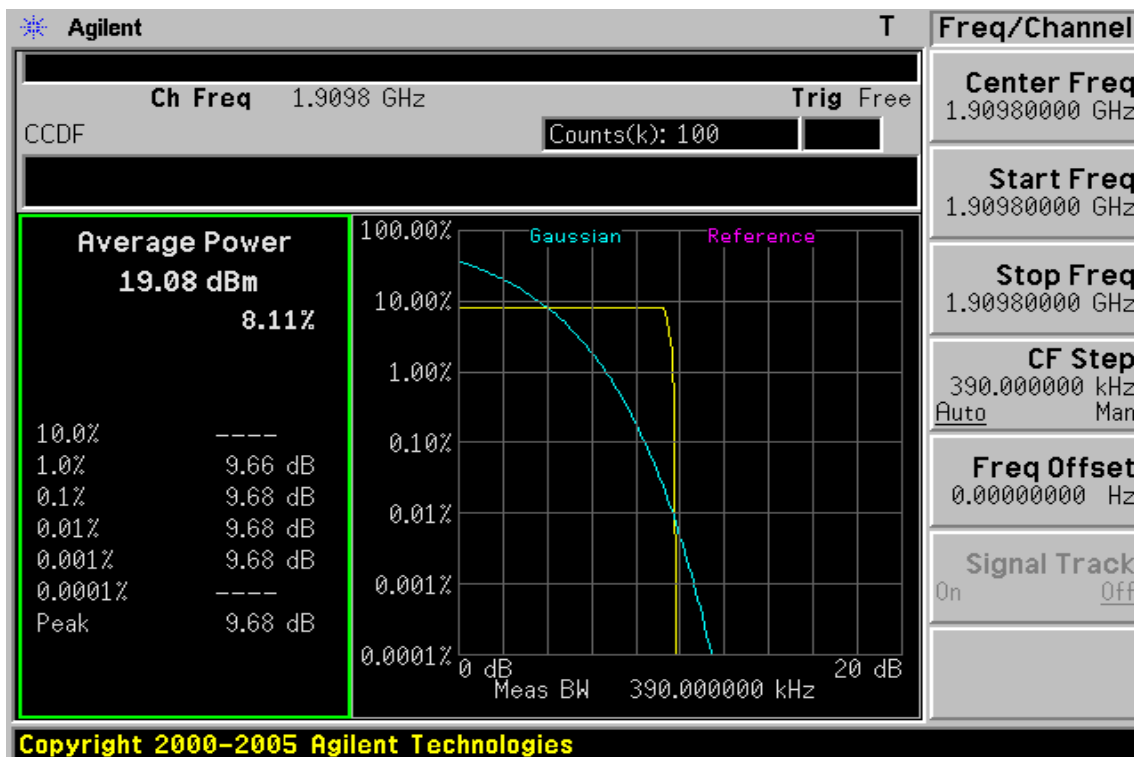 Agilent T Freq/Channel
Ch Freq 1.9098 GHz Trig Free
CCDF Counts(k): 100
Average Power
19.08 dBm
8.11%
10.0% ----
1.0% 9.66 dB
0.1% 9.68 dB
0.01% 9.68 dB
0.001% 9.68 dB
0.0001% ----
Peak 9.68 dB
Gaussian Reference
100.00%
10.00%
1.00%
0.10%
0.01%
0.001%
0.0001%
0 dB 20 dB
Meas BW 390.000000 kHz
Center Freq
1.90980000 GHz
Start Freq
1.90980000 GHz
Stop Freq
1.90980000 GHz
CF Step
390.000000 kHz
Auto Man
Freq Offset
0.00000000 Hz
Signal Track
On Off
Copyright 2000-2005 Agilent Technologies